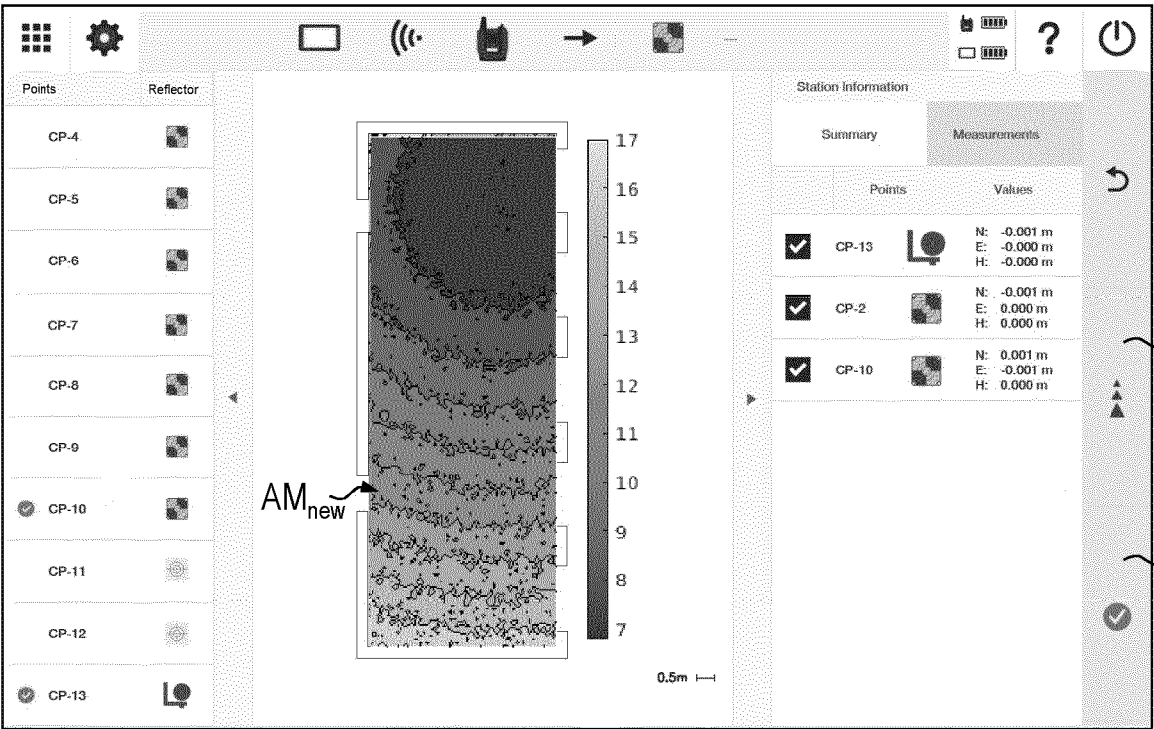 ?
Points Reflector
CP-4
CP-5
CP-6
CP-7
CP-8
CP-9
CP-10
CP-11
CP-12
CP-13
AMnew
17
16
15
14
13
12
11
10
9
8
7
0.5m
Station Information
Summary Measurements
Points Values
CP-13
N: -0.001 m
E: -0.000 m
H: -0.000 m
CP-2
N: -0.001 m
E: 0.000 m
H: 0.000 m
CP-10
N: 0.001 m
E: -0.001 m
H: 0.000 m